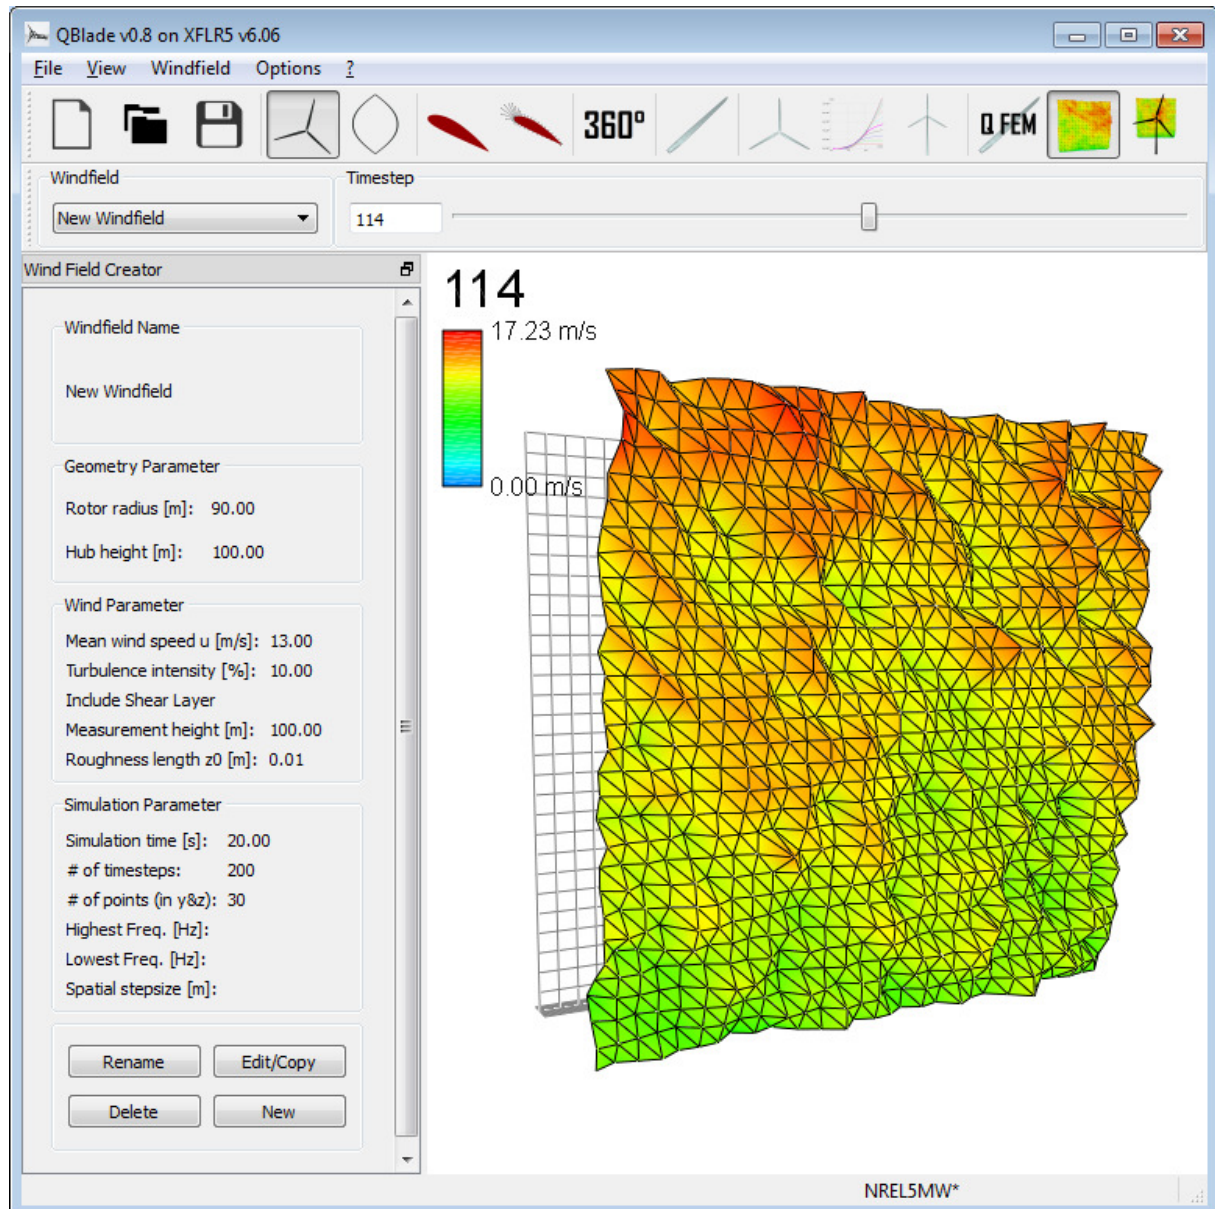 QBlade v0.8 on XFLR5 v6.06
File View Windfield Options ?
360° Q FEM
Windfield Timestep
New Windfield 114
Wind Field Creator
114
17.23 m/s
0.00 m/s
Windfield Name
New Windfield
Geometry Parameter
Rotor radius [m]: 90.00
Hub height [m]: 100.00
Wind Parameter
Mean wind speed u [m/s]: 13.00
Turbulence intensity [%]: 10.00
Include Shear Layer
Measurement height [m]: 100.00
Roughness length z0 [m]: 0.01
Simulation Parameter
Simulation time [s]: 20.00
# of timesteps: 200
# of points (in y&z): 30
Highest Freq. [Hz]:
Lowest Freq. [Hz]:
Spatial stepsize [m]:
Rename Edit/Copy
Delete New
NREL5MW*